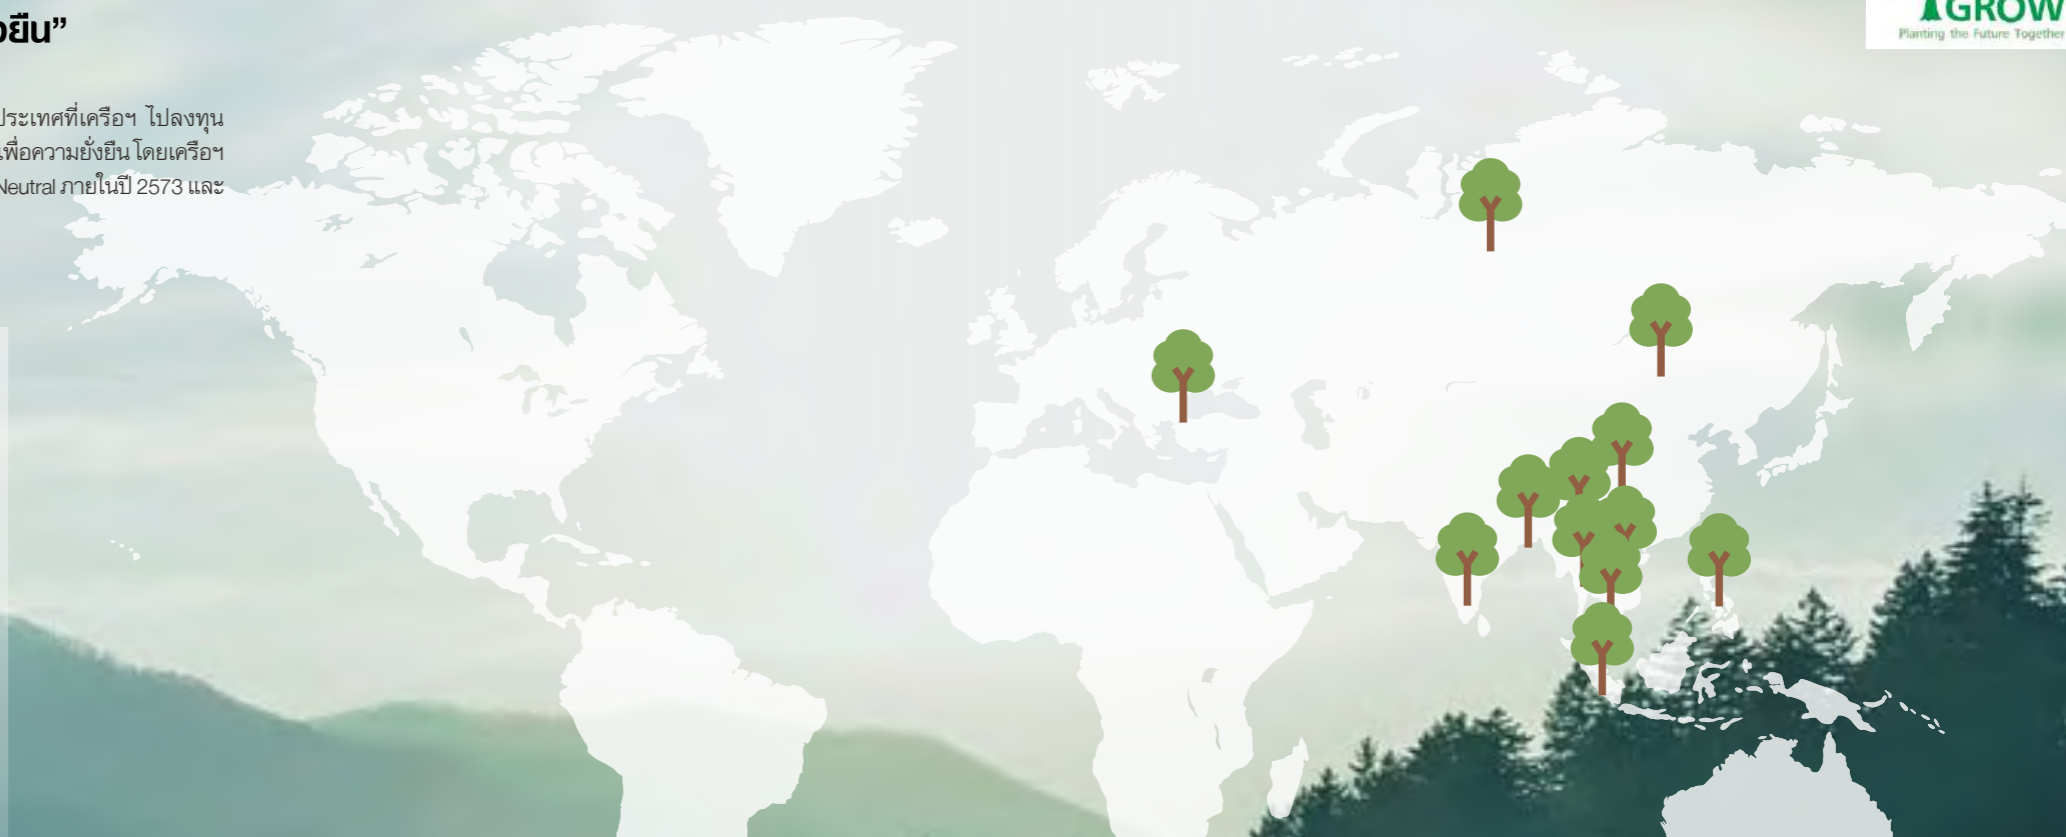 ยืน”
ประเทศที่เครือฯ ไปลงทุน
เพื่อความยั่งยืน โดยเครือฯ
Neutral ภายในปี 2573 และ
GROW
Planting the Future Together